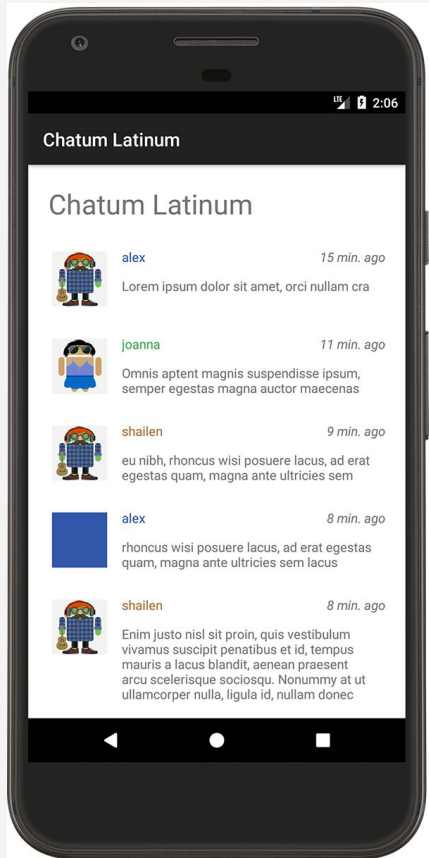 LTE 2:06
Chatum Latinum
Chatum Latinum
alex 15 min. ago
Lorem ipsum dolor sit amet, orci nullam cra
joanna 11 min. ago
Omnis aptent magnis suspendisse ipsum,
semper egestas magna auctor maecenas
shailen 9 min. ago
eu nibh, rhoncus wisi posuere lacus, ad erat
egestas quam, magna ante ultricies sem
alex 8 min. ago
rhoncus wisi posuere lacus, ad erat egestas
quam, magna ante ultricies sem lacus
shailen 8 min. ago
Enim justo nisl sit proin, quis vestibulum
vivamus suscipit penatibus et id, tempus
mauris a lacus blandit, aenean praesent
arcu scelerisque sociosqu. Nonummy at ut
ullamcorper nulla, ligula id, nullam donec